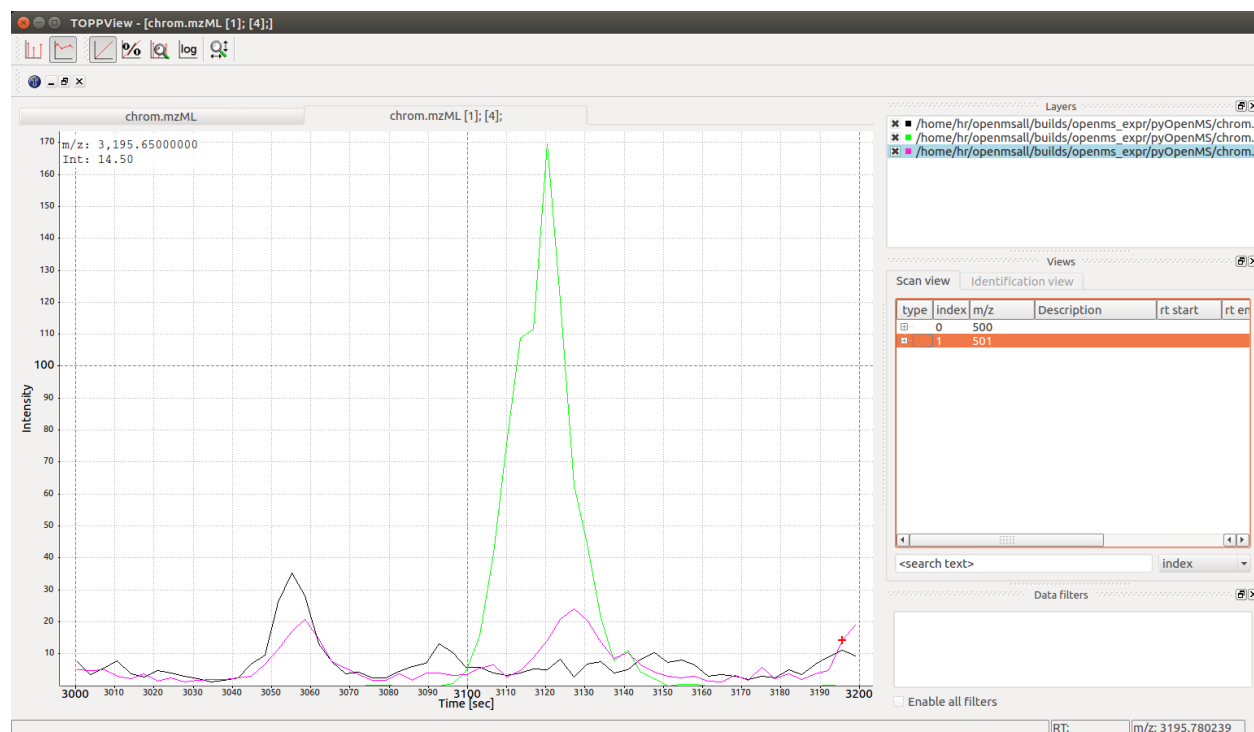 TOPPView - [chrom.mzML [1]; [4];]
% log
chrom.mzML
chrom.mzML [1]; [4];
m/z: 3,195.65000000
Int: 14.50
170
160
150
140
130
120
110
100
90
80
70
60
50
40
30
20
10
Intensity
3000 3010 3020 3030 3040 3050 3060 3070 3080 3090 3100 3110 3120 3130 3140 3150 3160 3170 3180 3190 3200
Time [sec]
Layers
/home/hr/openmsall/builds/openms_expr/pyOpenMS/chrom.
/home/hr/openmsall/builds/openms_expr/pyOpenMS/chrom.
/home/hr/openmsall/builds/openms_expr/pyOpenMS/chrom.
Views
Scan view Identification view
type index m/z Description rt start rt en
0 500
1 501
<search text> index
Data filters
Enable all filters
RT: m/z: 3195.780239